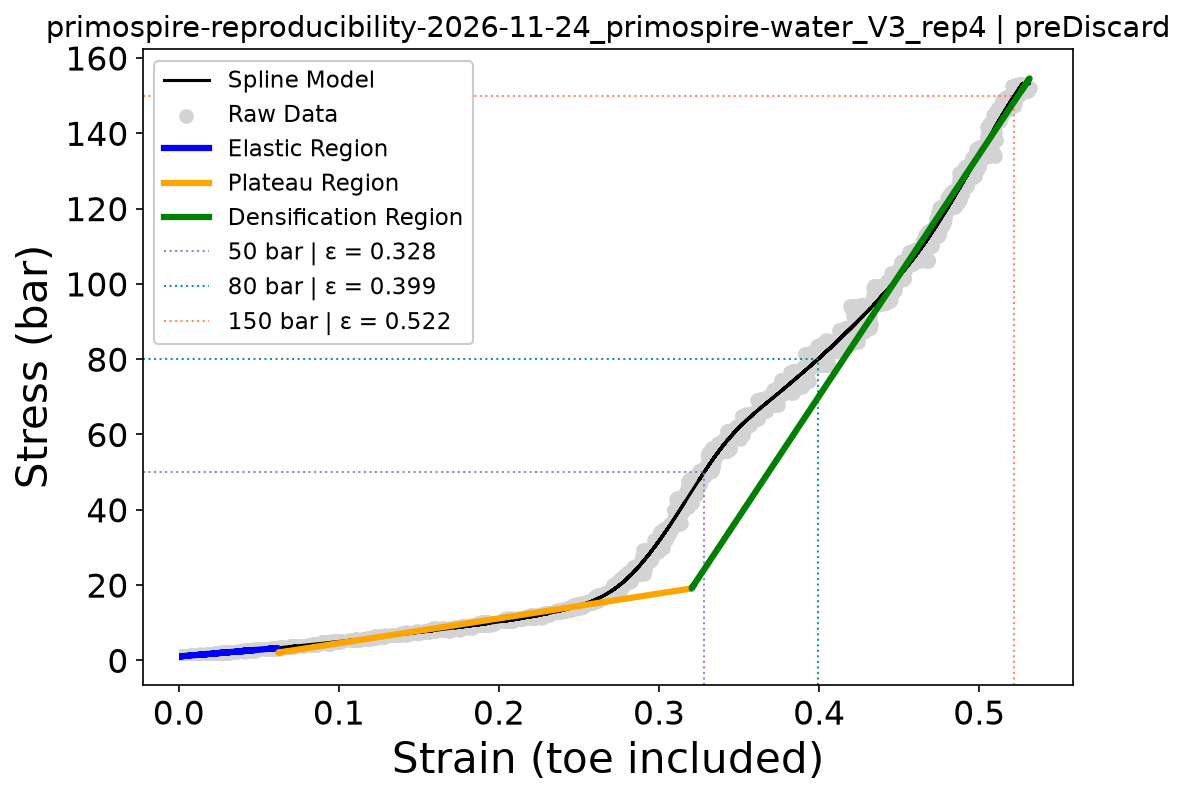 primospire-reproducibility-2026-11-24_primospire-water_V3_rep4 | preDiscard
Spline Model
Raw Data
Elastic Region
Plateau Region
Densification Region
50 bar | ε = 0.328
80 bar | ε = 0.399
150 bar | ε = 0.522
160
140
120
100
80
60
40
20
0
Stress (bar)
0.0 0.1 0.2 0.3 0.4 0.5
Strain (toe included)